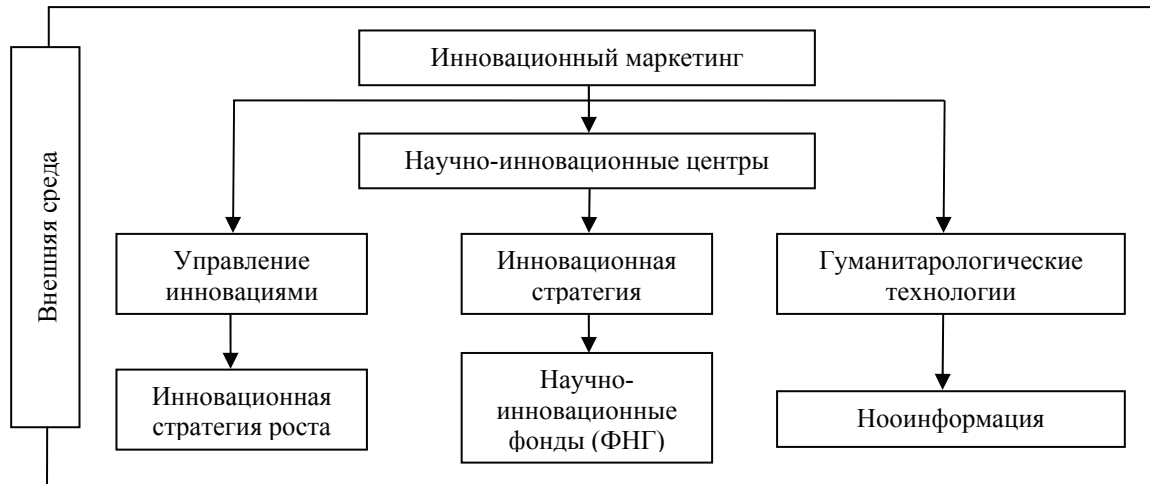 Внешняя среда
Инновационный маркетинг
Научно-инновационные центры
Управление
инновациями
Инновационная
стратегия
Гуманитарологические
технологии
Инновационная
стратегия роста
Научно-
инновационные
фонды (ФНГ)
Нооинформация